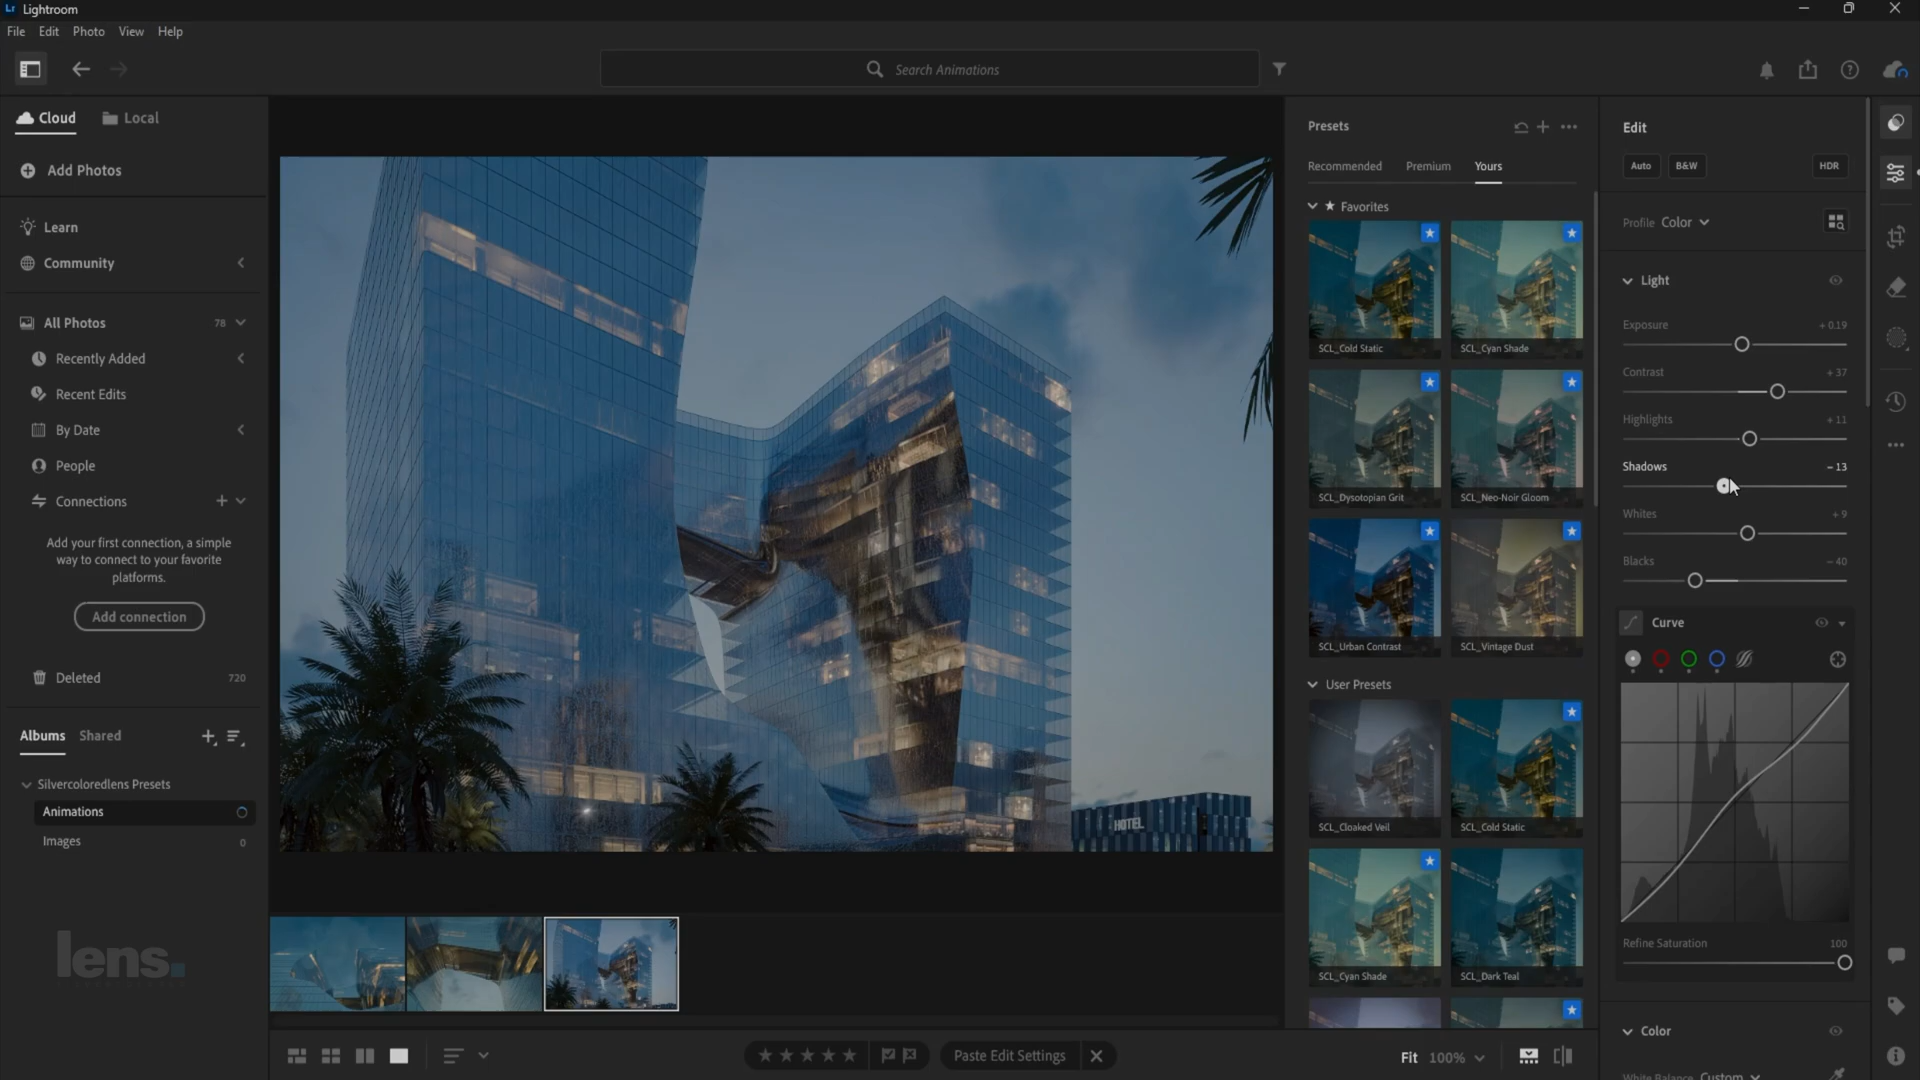 Lr Lightroom
File Edit Photo View Help
Search Animations
Cloud Local
Add Photos
Learn
Community
All Photos 78
Recently Added
Recent Edits
By Date
People
Connections
Add your first connection, a simple
way to connect to your favorite
platforms.
Add connection
Deleted 720
Albums Shared
Silvercoloredlens Presets
Animations
Images 0
lens.
HOTEL
Paste Edit Settings
Fit 100%
Presets
Recommended Premium Yours
Favorites
SCL_Cold Static SCL_Cyan Shade
SCL_Dysotopian Grit SCL_Neo-Noir Gloom
SCL_Urban Contrast SCL_Vintage Dust
User Presets
SCL_Cloaked Veil SCL_Cold Static
SCL_Cyan Shade SCL_Dark Teal
Edit
Auto B&W HDR
Profile Color
Light
Exposure + 0.19
Contrast + 37
Highlights + 11
Shadows – 13
Whites + 9
Blacks – 40
Curve
Refine Saturation 100
Color
White Balance Custom